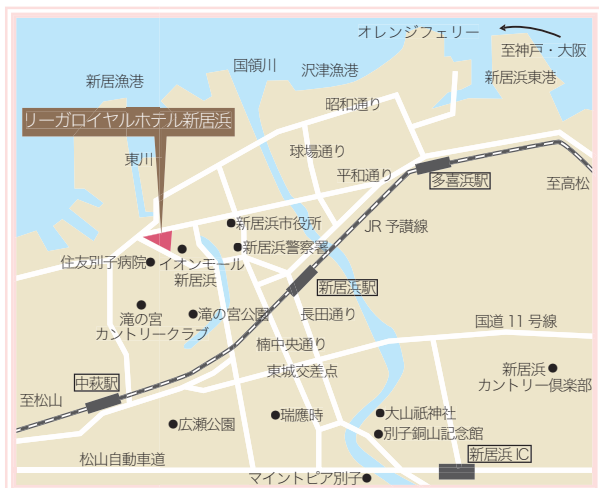 オレンジフェリー
至神戸・大阪
新居浜東港
国領川
沢津漁港
新居漁港
昭和通り
リーガロイヤルホテル新居浜
東川
球場通り
平和通り
多喜浜駅
至高松
新居浜市役所
JR予讃線
新居浜警察署
住友別子病院
イオンモール
新居浜
新居浜駅
滝の宮
カントリークラブ
滝の宮公園
長田通り
国道11号線
楠中央通り
東城交差点
新居浜
カントリー倶楽部
中萩駅
至松山
広瀬公園
瑞應時
大山祇神社
別子銅山記念館
松山自動車道
新居浜IC
マイントピア別子